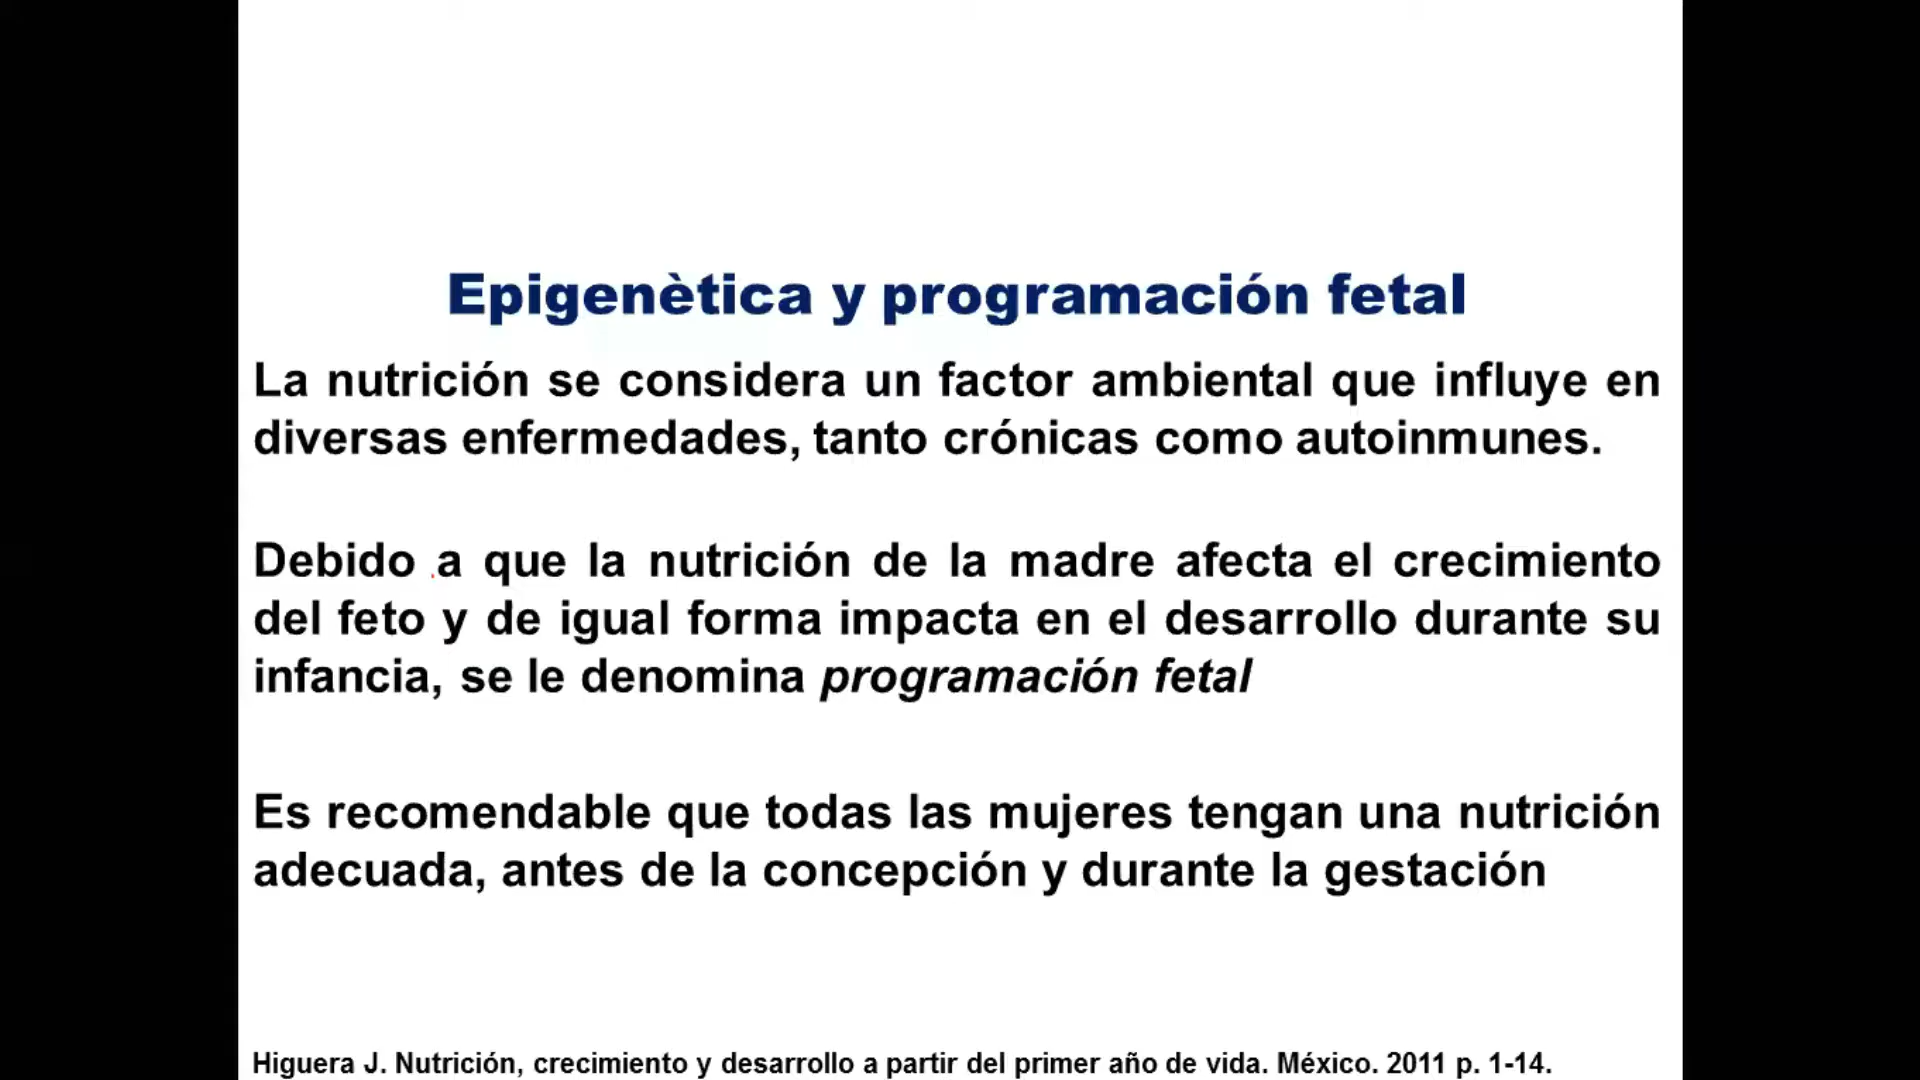 Epigenètica y programación fetal
La nutrición se considera un factor ambiental que influye en
diversas enfermedades, tanto crónicas como autoinmunes.
Debido a que la nutrición de la madre afecta el crecimiento
del feto y de igual forma impacta en el desarrollo durante su
infancia, se le denomina programación fetal
Es recomendable que todas las mujeres tengan una nutrición
adecuada, antes de la concepción y durante la gestación
Higuera J. Nutrición, crecimiento y desarrollo a partir del primer año de vida. México. 2011 p. 1-14.